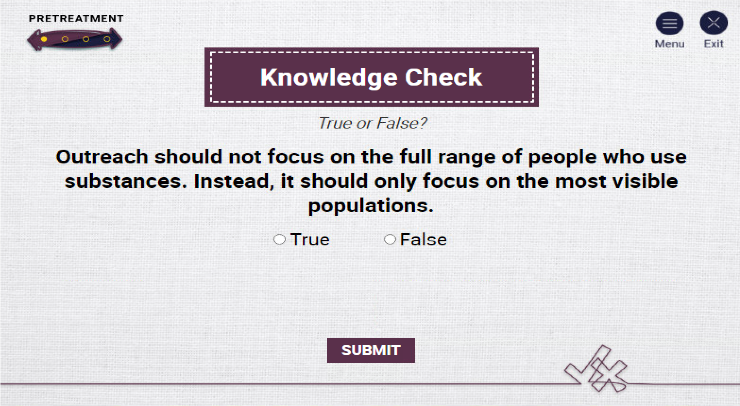 PRETREATMENT
Menu
Exit
Knowledge Check
True or False?
Outreach should not focus on the full range of people who use
substances. Instead, it should only focus on the most visible
populations.
True
False
SUBMIT